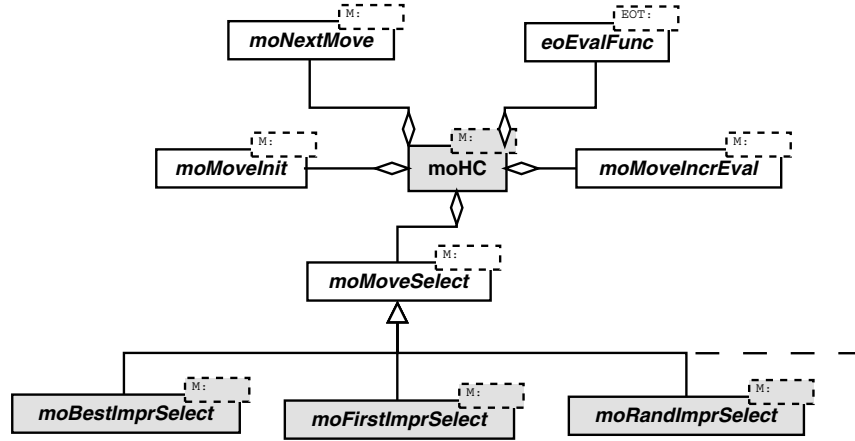 M:
moNextMove
EOT:
eoEvalFunc
M:
moMoveInit
M:
moHC
M:
moMoveIncrEval
M:
moMoveSelect
M:
moBestImprSelect
M:
moFirstImprSelect
M:
moRandImprSelect